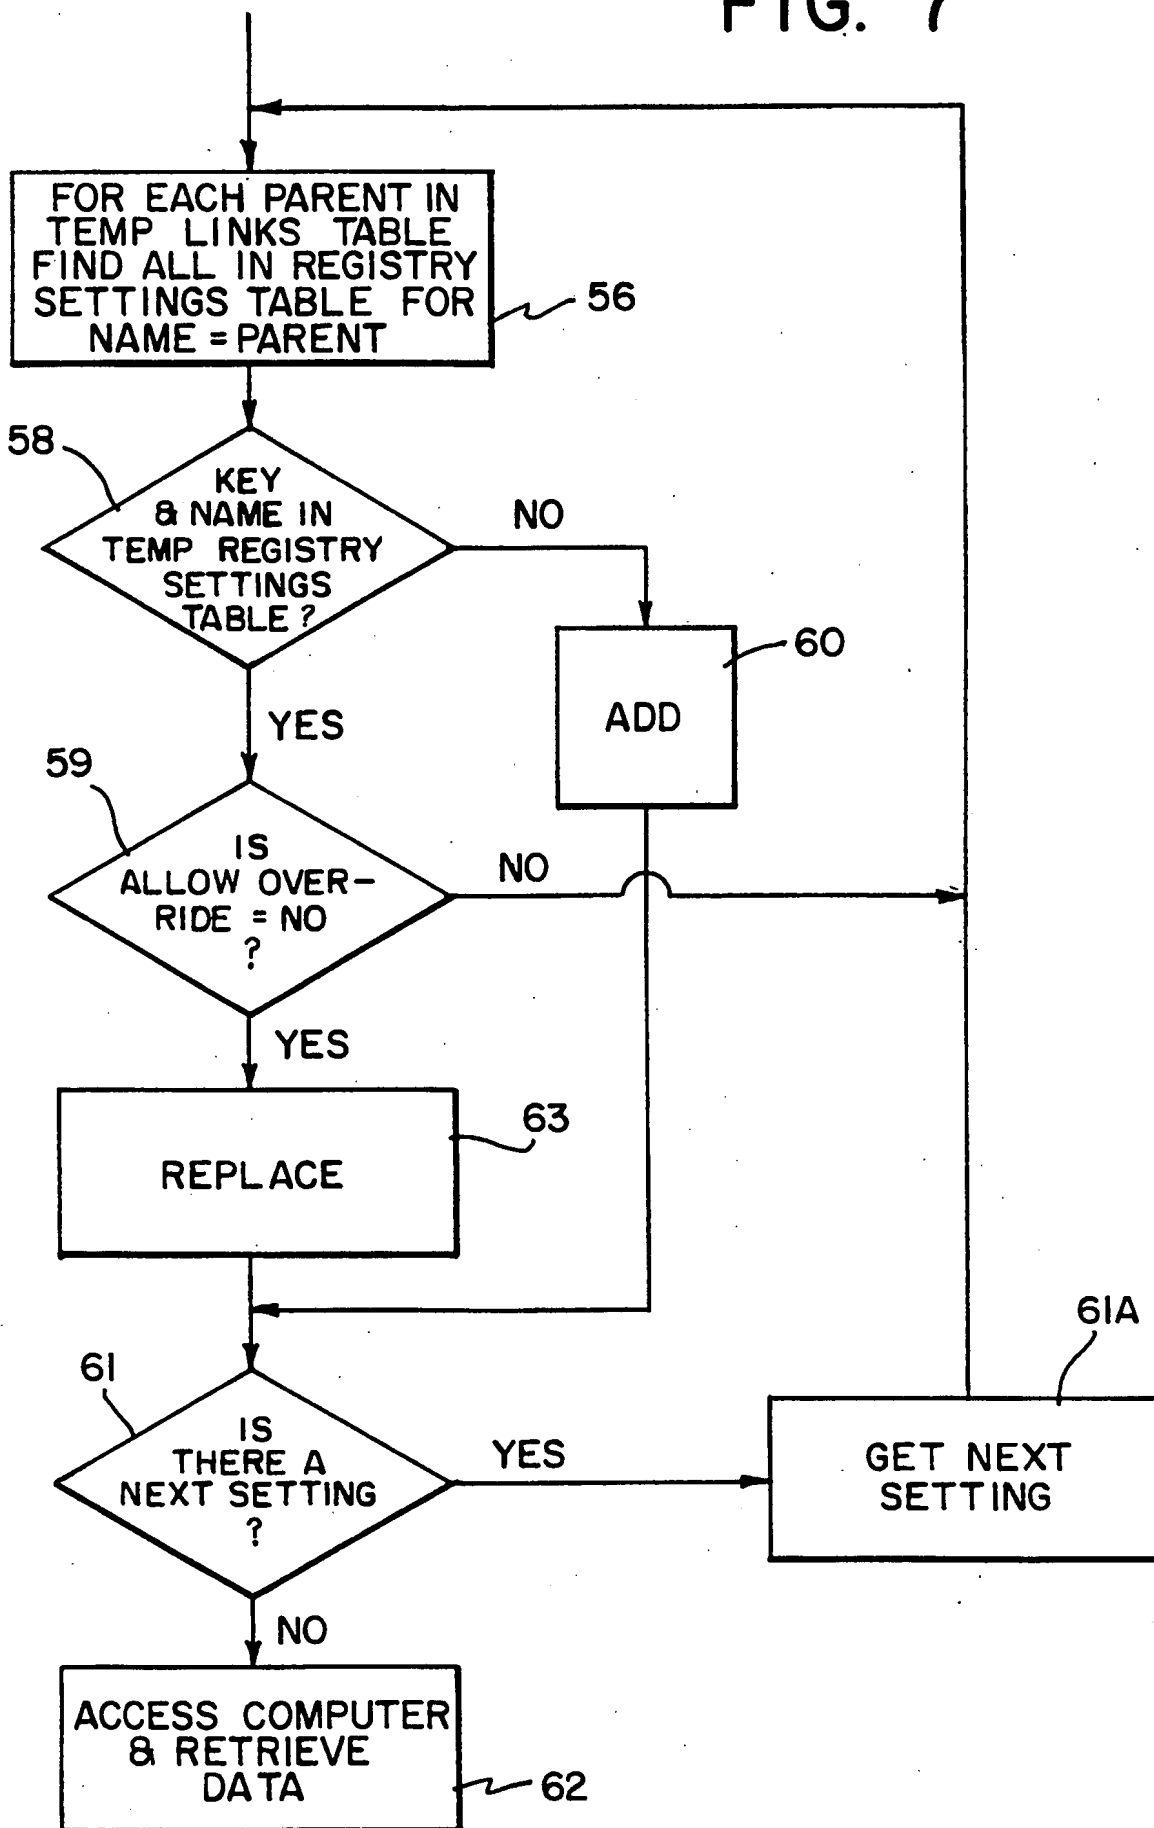 FIG. 7
FOR EACH PARENT IN
TEMP LINKS TABLE
FIND ALL IN REGISTRY
SETTINGS TABLE FOR
NAME = PARENT
56
58
KEY
& NAME IN
TEMP REGISTRY
SETTINGS
TABLE ?
NO
60
ADD
YES
59
IS
ALLOW OVER-
RIDE = NO
?
NO
YES
63
REPLACE
61
IS
THERE A
NEXT SETTING
?
YES
61A
GET NEXT
SETTING
NO
ACCESS COMPUTER
& RETRIEVE
DATA
62